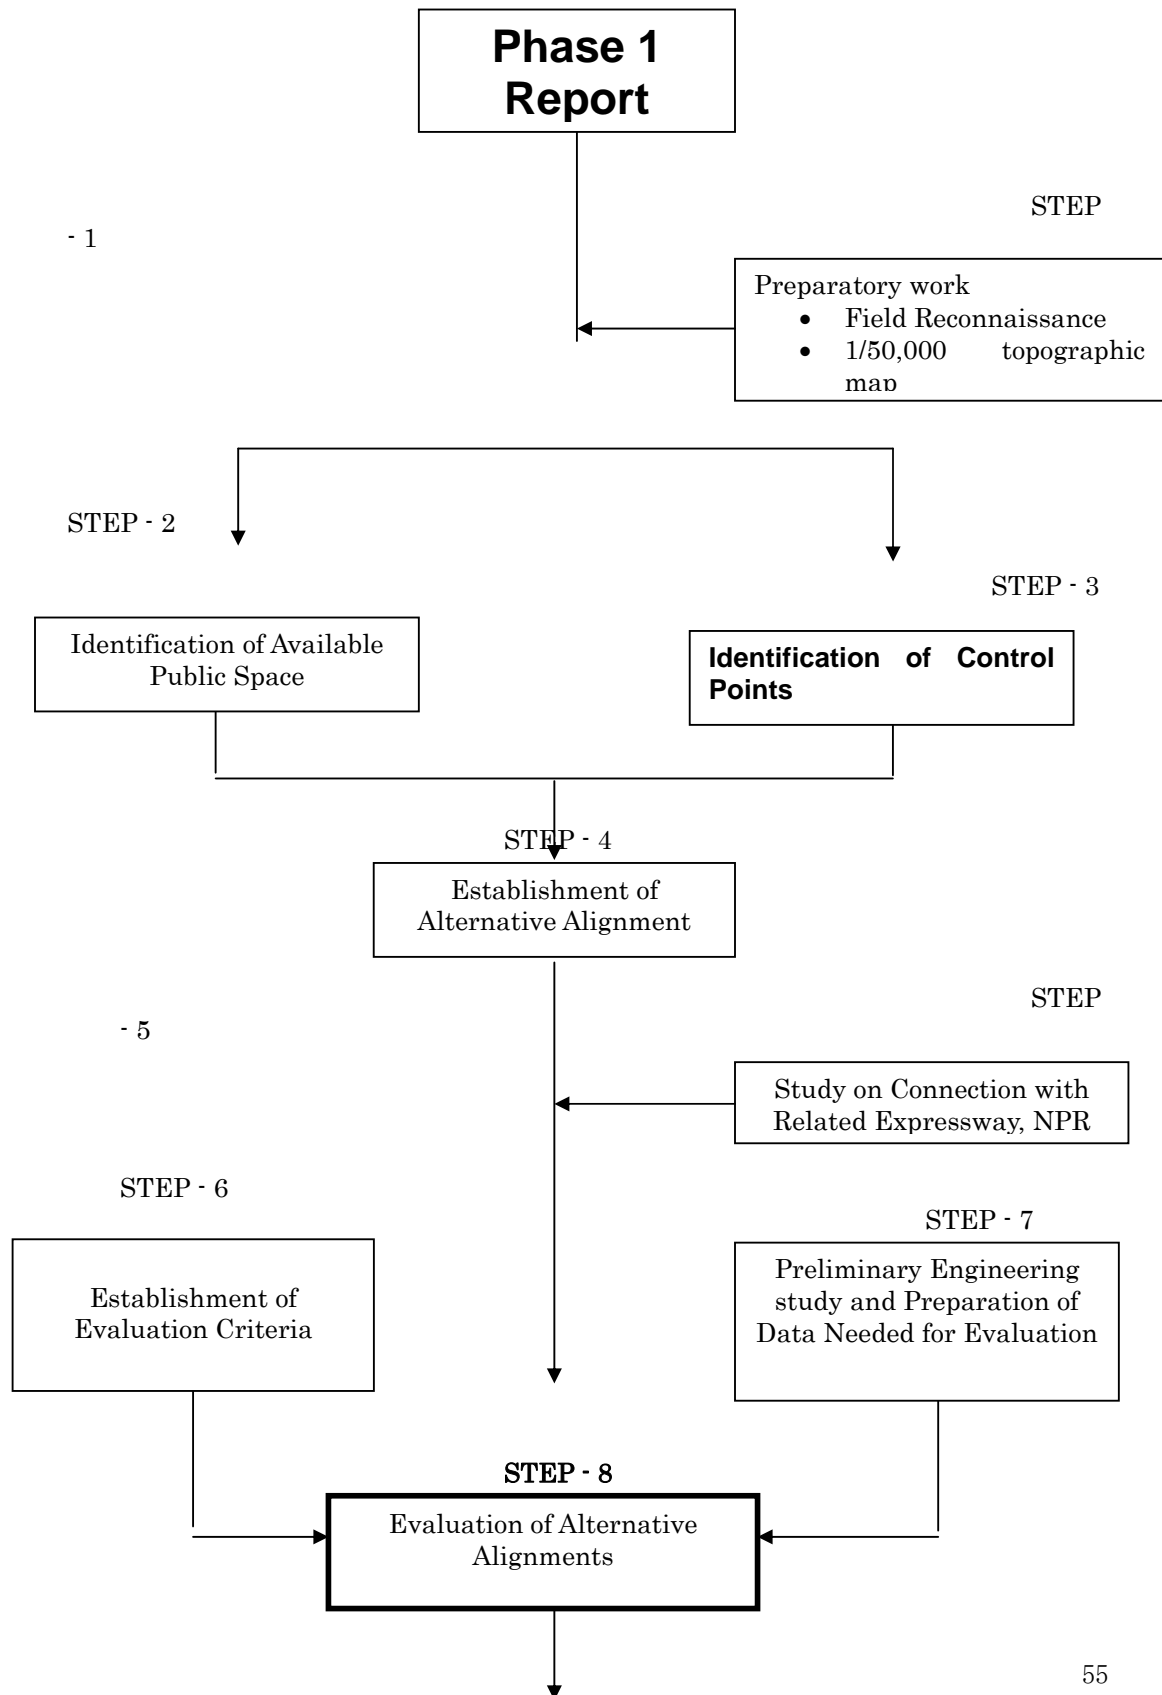 Phase 1
Report
STEP
- 1
Preparatory work
• Field Reconnaissance
• 1/50,000 topographic
map
STEP - 2
STEP - 3
Identification of Available
Public Space
Identification of Control
Points
STEP - 4
Establishment of
Alternative Alignment
STEP
- 5
Study on Connection with
Related Expressway, NPR
STEP - 6
STEP - 7
Establishment of
Evaluation Criteria
Preliminary Engineering
study and Preparation of
Data Needed for Evaluation
STEP - 8
Evaluation of Alternative
Alignments
55